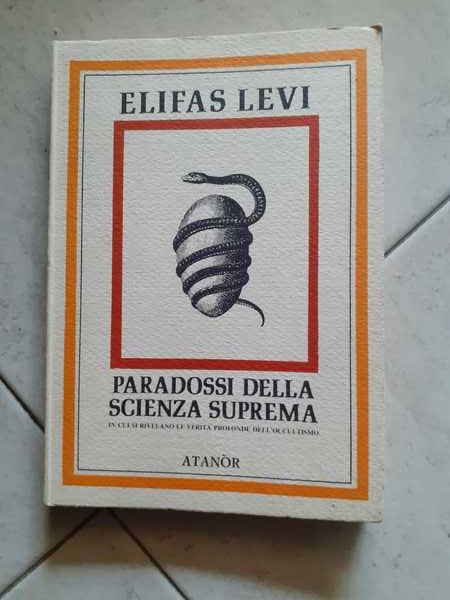 ELIFAS LEVI
PARADOSSI DELLA
SCIENZA SUPREMA
IN CUI SI RIVELANO LE VERITÀ PROFONDE DELL'OCCULTISMO
ATANÒR